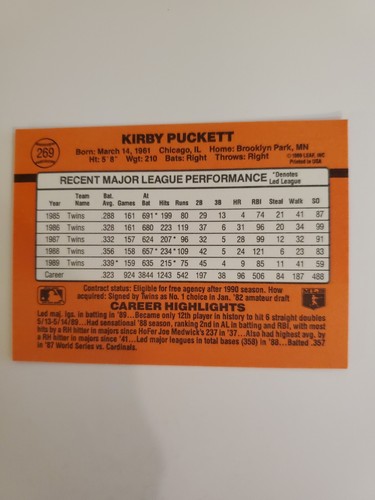 269
KIRBY PUCKETT
Born: March 14, 1961 Chicago, IL Home: Brooklyn Park, MN
Ht: 5' 8" Wgt: 210 Bats: Right Throws: Right
©1989 LEAF, INC.
Printed in USA
RECENT MAJOR LEAGUE PERFORMANCE *Denotes Led League
Year Team Name Bat. Avg. Games At Bat Hits Runs 2B 3B HR RBI Steal Walk SO
1985 Twins .288 161 691* 199 80 29 13 4 74 21 41 87
1986 Twins .328 161 680 223 119 37 6 31 96 20 34 99
1987 Twins .332 157 624 207* 96 32 5 28 99 12 32 91
1988 Twins .356 158 657 234* 109 42 5 24 121 6 23 83
1989 Twins .339* 159 635 215* 75 45 4 9 85 11 41 59
Career .323 924 3844 1243 542 197 38 96 506 84 187 488
Contract status: Eligible for free agency after 1990 season. How
acquired: Signed by Twins as No. 1 choice in Jan. '82 amateur draft
CAREER HIGHLIGHTS
Led maj. lgs. in batting in '89...Became only 12th player in history to hit 6 straight doubles
5/13-5/14/89...Had sensational '88 season, ranking 2nd in AL in batting and RBI, with most
hits by a RH hitter in majors since HoFer Joe Medwick's 237 in '37...Also had highest avg. by
a RH hitter in majors since '41...Led major leagues in total bases (358) in '88...Batted .357
in '87 World Series vs. Cardinals.